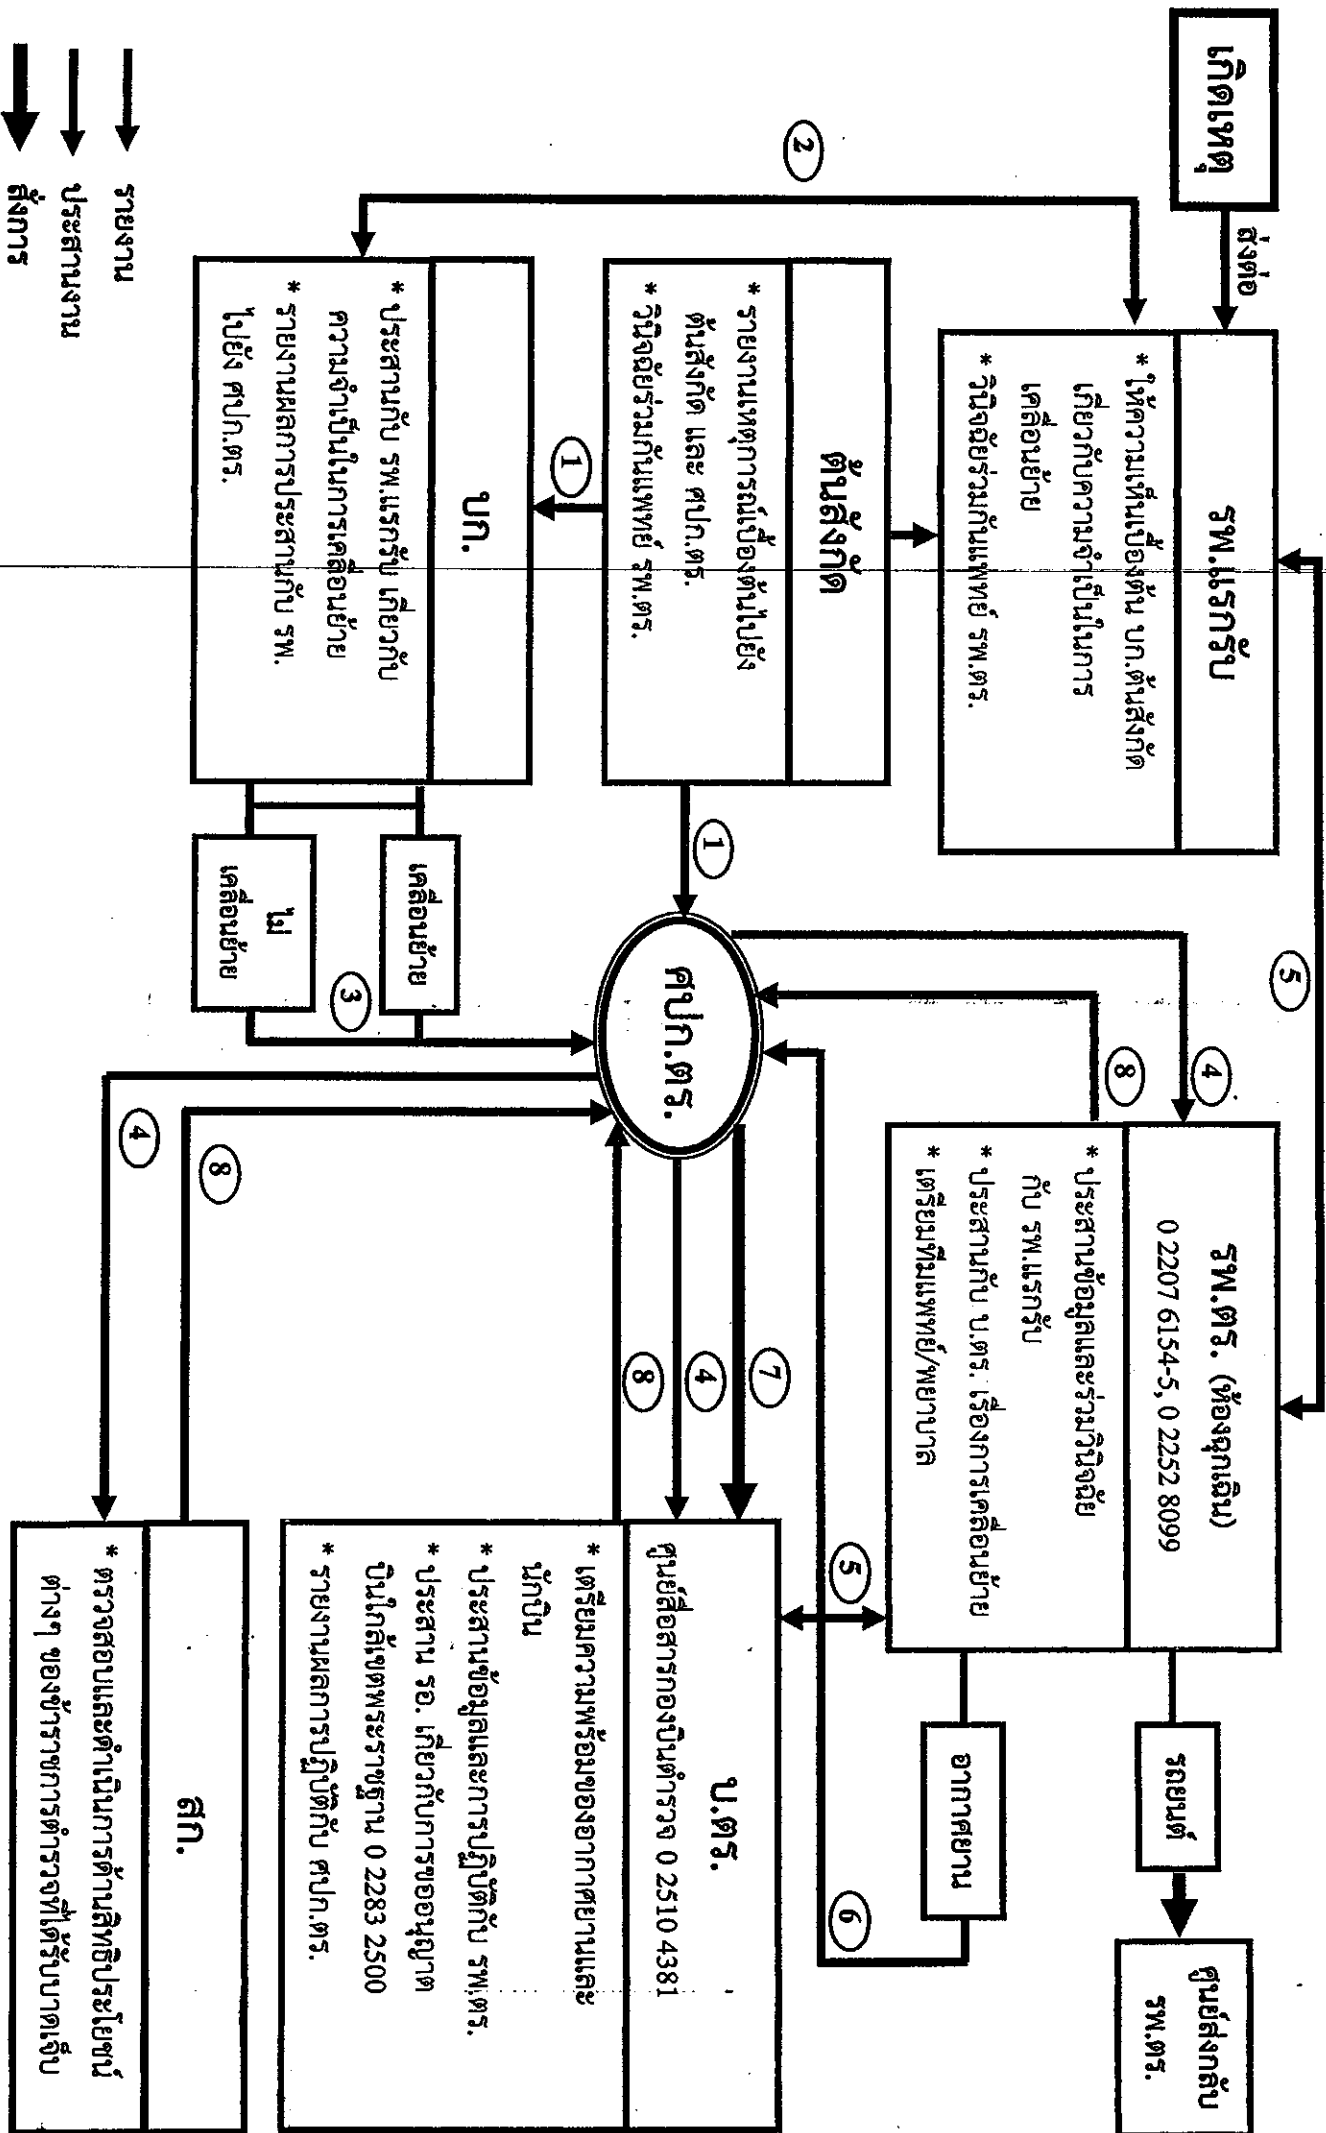 เกิดเหตุ
ส่งต่อ
รพ.แรกรับ
* ให้ความเห็นเบื้องต้น บก.ต้นสังกัด
เกี่ยวกับความจำเป็นในการ
เคลื่อนย้าย
* วินิจฉัยร่วมกันแพทย์ รพ.ตร.
5
รพ.ตร. (ห้องฉุกเฉิน)
0 2207 6154-5, 0 2252 8099
* ประสานข้อมูลและร่วมวินิจฉัย
กับ รพ.แรกรับ
* ประสานกับ บ.ตร. เรื่องการเคลื่อนย้าย
* เตรียมทีมแพทย์/พยาบาล
รถยนต์
ศูนย์ส่งกลับ
รพ.ตร.
อากาศยาน
4
8
2
ต้นสังกัด
* รายงานเหตุการณ์เบื้องต้นไปยัง
ต้นสังกัด และ ศปก.ตร.
* วินิจฉัยร่วมกันแพทย์ รพ.ตร.
1
ศปก.ตร.
5
6
7
4
8
บ.ตร.
ศูนย์สื่อสารกองบินตำรวจ 0 2510 4381
* เตรียมความพร้อมของอากาศยานและ
นักบิน
* ประสานข้อมูลและการปฏิบัติกับ รพ.ตร.
* ประสาน รอ. เกี่ยวกับการขออนุญาต
บินใกล้เขตพระราชฐาน 0 2283 2500
* รายงานผลการปฏิบัติกับ ศปก.ตร.
1
บก.
* ประสานกับ รพ.แรกรับ เกี่ยวกับ
ความจำเป็นในการเคลื่อนย้าย
* รายงานผลการประสานกับ รพ.
ไปยัง ศปก.ตร.
เคลื่อนย้าย
ไม่
เคลื่อนย้าย
3
8
4
สก.
* ตรวจสอบและดำเนินการด้านสิทธิประโยชน์
ต่างๆ ของข้าราชการตำรวจที่ได้รับบาดเจ็บ
รายงาน
ประสานงาน
สั่งการ